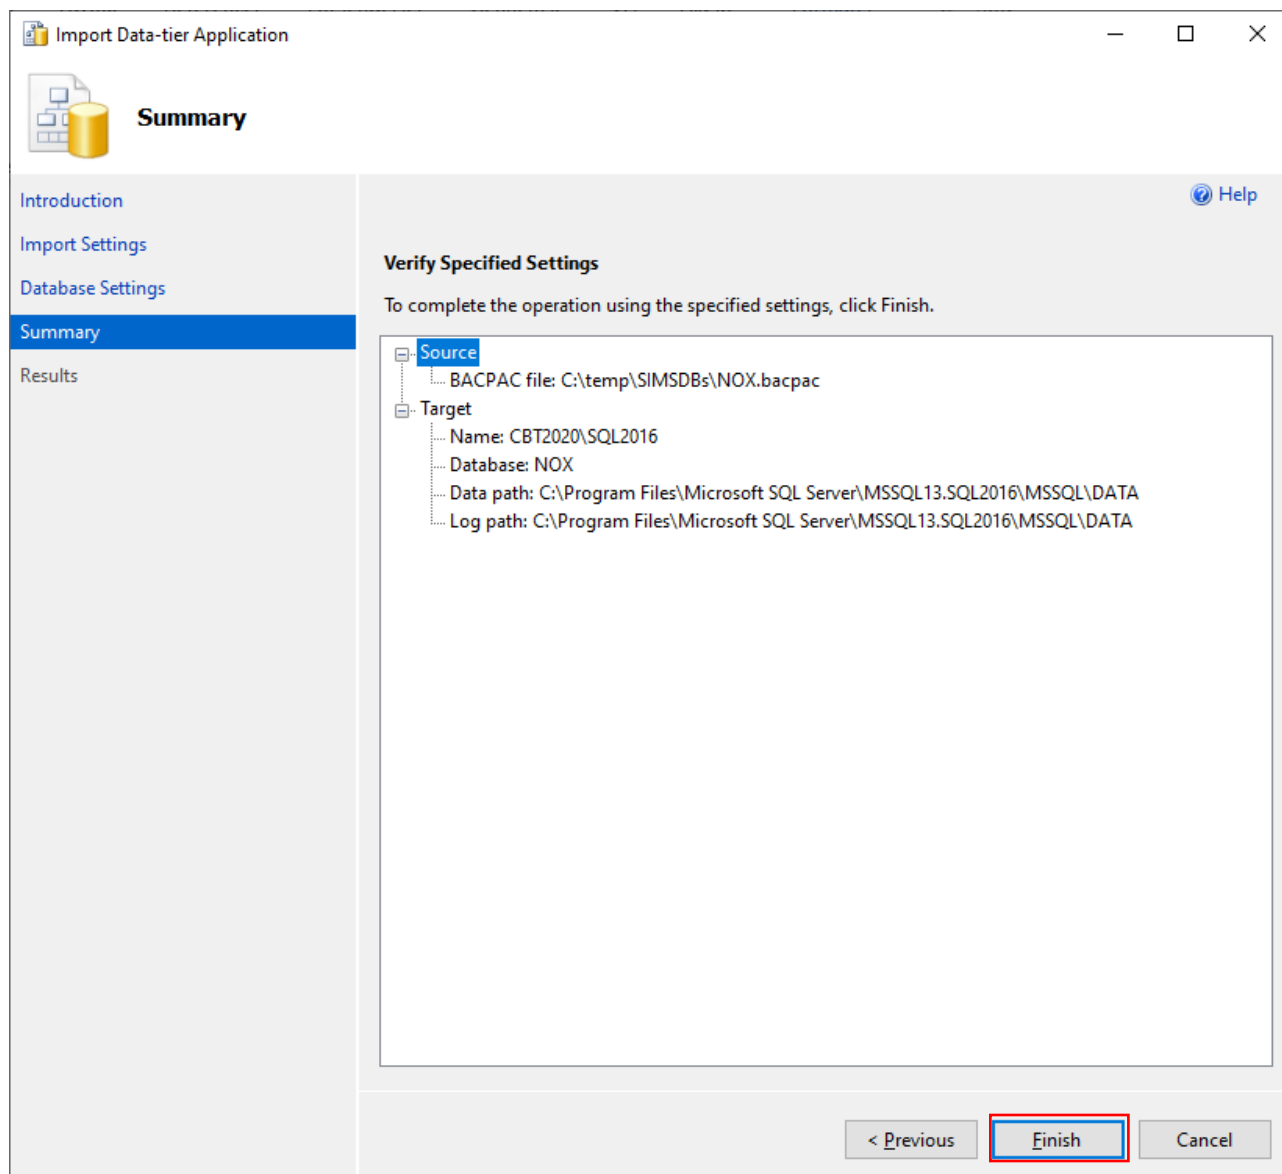 Import Data-tier Application
Summary
Introduction
Import Settings
Database Settings
Summary
Results
Help
Verify Specified Settings
To complete the operation using the specified settings, click Finish.
Source
BACPAC file: C:\temp\SIMSDBs\NOX.bacpac
Target
Name: CBT2020\SQL2016
Database: NOX
Data path: C:\Program Files\Microsoft SQL Server\MSSQL13.SQL2016\MSSQL\DATA
Log path: C:\Program Files\Microsoft SQL Server\MSSQL13.SQL2016\MSSQL\DATA
< Previous
Finish
Cancel